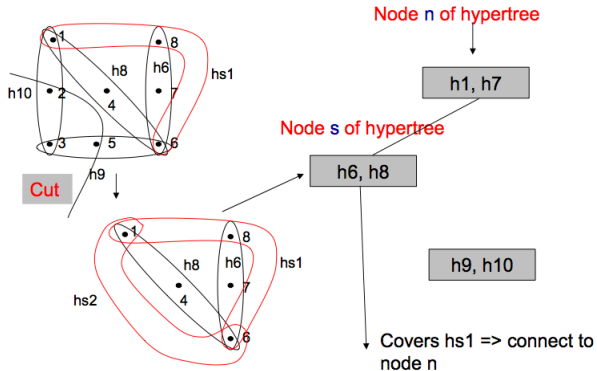 Node n of hypertree
1
8
h8
h6
hs1
h1, h7
h10
2
4
7
Node s of hypertree
3
5
6
h9
h6, h8
Cut
1
8
h8
h6
hs1
h9, h10
hs2
4
7
6
Covers hs1 => connect to
node n